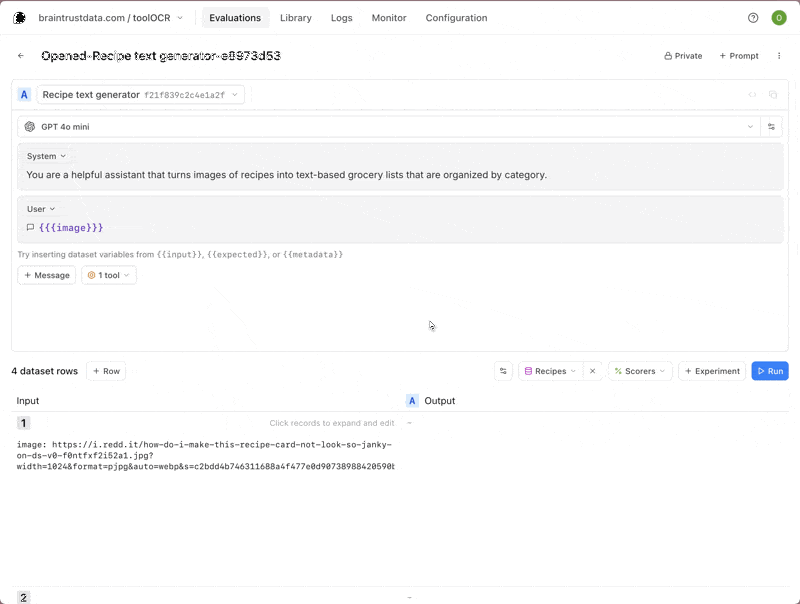 braintrustdata.com / toolOCR Evaluations Library Logs Monitor Configuration O
Opened-Recipe text generator-e8973d53 Private + Prompt
A Recipe text generator f21f839c2c4e1a2f
GPT 4o mini
System
You are a helpful assistant that turns images of recipes into text-based grocery lists that are organized by category.
User
{{{image}}}
Try inserting dataset variables from {{input}}, {{expected}}, or {{metadata}}
+ Message 1 tool
4 dataset rows + Row Recipes Scorers + Experiment Run
Input A Output
1 Click records to expand and edit –
image: https://i.redd.it/how-do-i-make-this-recipe-card-not-look-so-janky-
on-ds-v0-f0ntfxf2i52a1.jpg?
width=1024&format=pjpg&auto=webp&s=c2bdd4b746311688a4f477e0d90738988420590b
2 –